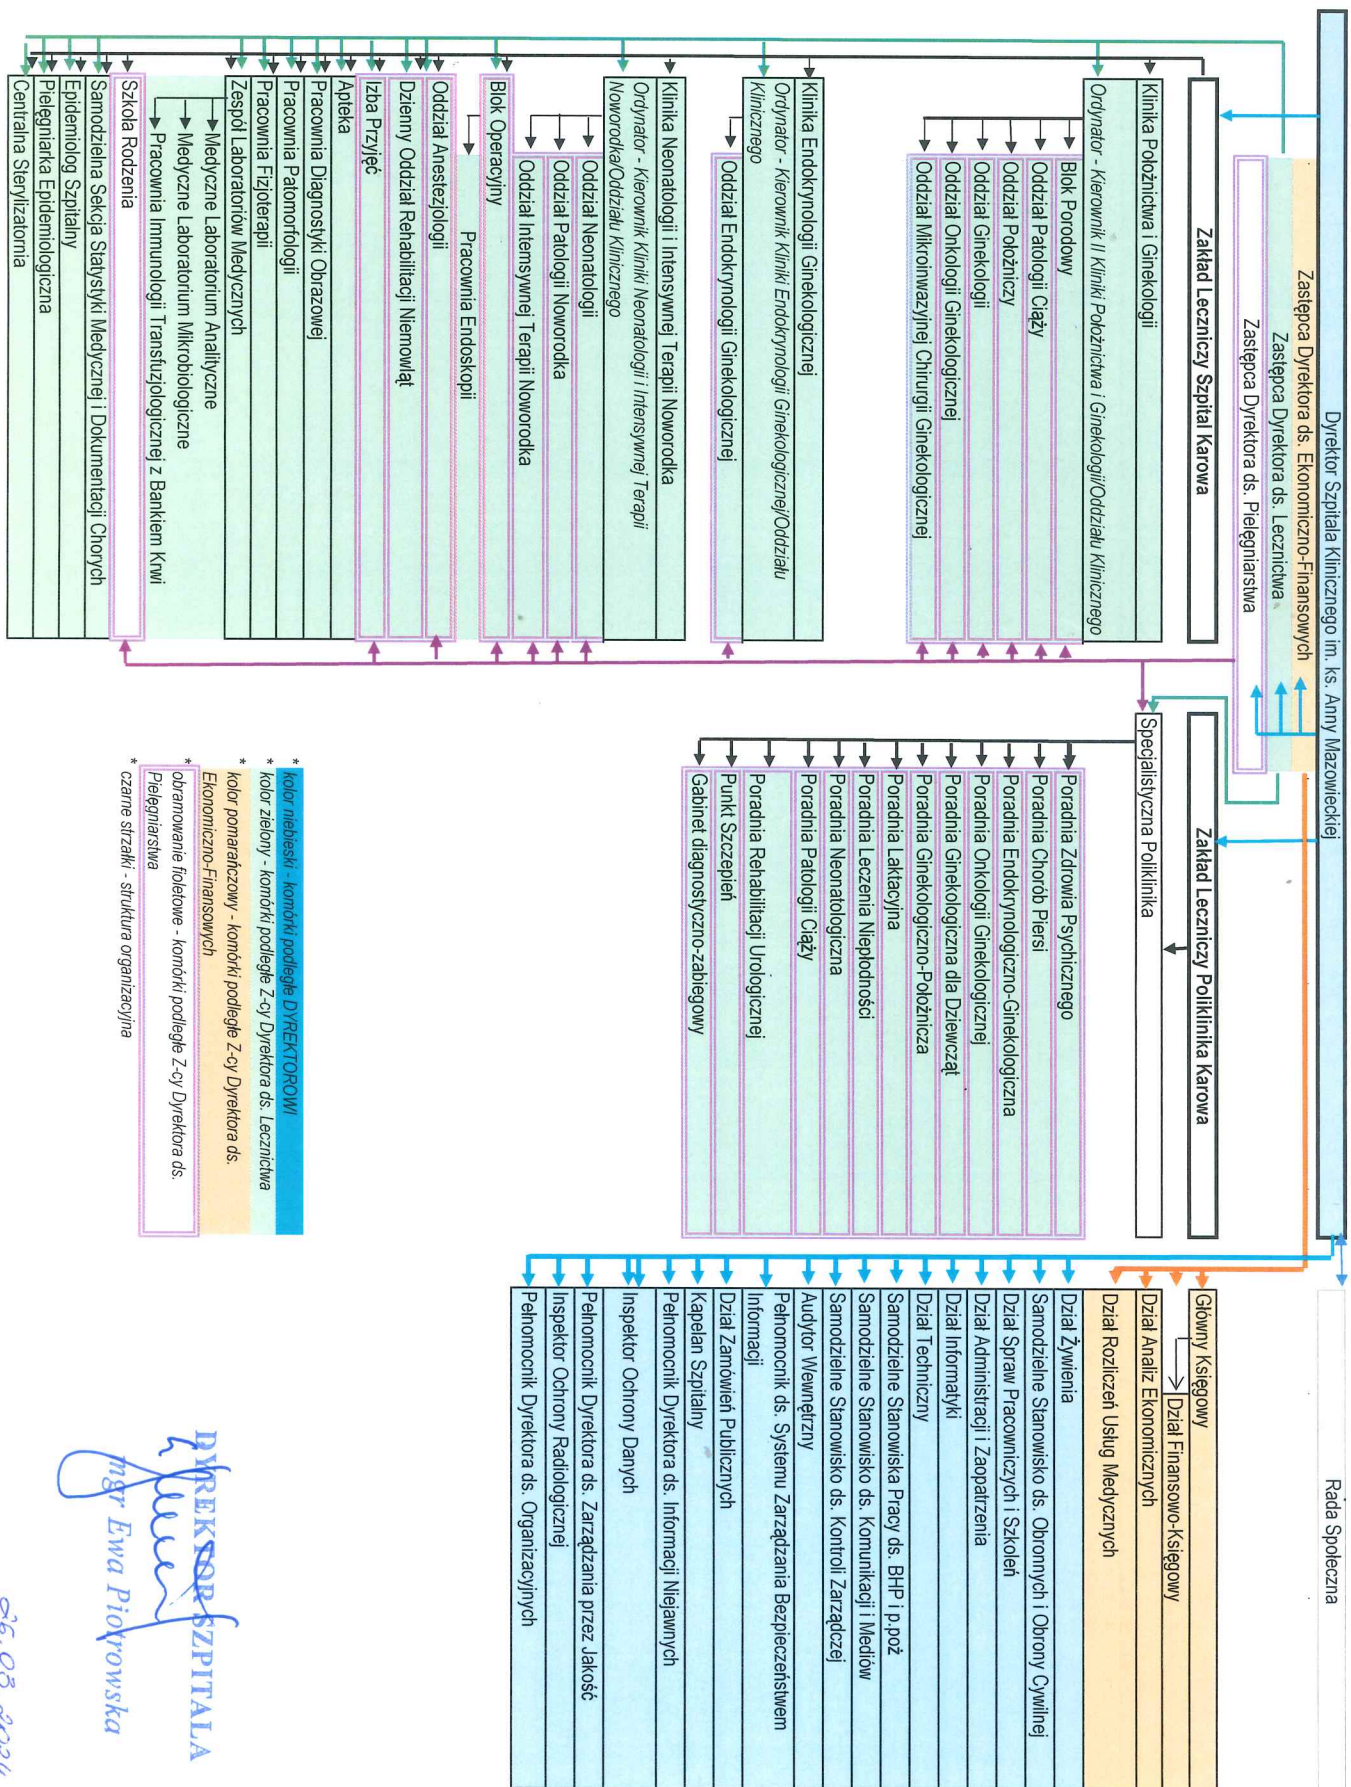 Dyrektor Szpitala Klinicznego im. ks. Anny Mazowieckiej
Rada Społeczna
Zastępca Dyrektora ds. Ekonomiczno-Finansowych
Zastępca Dyrektora ds. Lecznictwa
Zastępca Dyrektora ds. Pielęgniarstwa
Zakład Leczniczy Szpital Karowa
Klinika Położnictwa i Ginekologii
Ordynator - Kierownik II Kliniki Położnictwa i Ginekologii/Oddziału Klinicznego
Blok Porodowy
Oddział Patologii Ciąży
Oddział Położniczy
Oddział Ginekologii
Oddział Onkologii Ginekologicznej
Oddział Mikroinwazyjnej Chirurgii Ginekologicznej
Klinika Endokrynologii Ginekologicznej
Ordynator - Kierownik Kliniki Endokrynologii Ginekologicznej/Oddziału
Klinicznego
Oddział Endokrynologii Ginekologicznej
Klinika Neonatologii i Intensywnej Terapii Noworodka
Ordynator - Kierownik Kliniki Neonatologii i Intensywnej Terapii
Noworodka/Oddziału Klinicznego
Oddział Neonatologii
Oddział Patologii Noworodka
Oddział Intemsywnej Terapii Noworodka
Blok Operacyjny
Pracownia Endoskopii
Oddział Anestezjologii
Dzienny Oddział Rehabilitacji Niemowląt
Izba Przyjęć
Apteka
Pracownia Diagnostyki Obrazowej
Pracownia Patomorfologii
Pracownia Fizjoterapii
Zespół Laboratoriów Medycznych
Medyczne Laboratorium Analityczne
Medyczne Laboratorium Mikrobiologiczne
Pracownia Immunologii Transfuzjologicznej z Bankiem Krwi
Szkoła Rodzenia
Samodzielna Sekcja Statystyki Medycznej i Dokumentacji Chorych
Epidemiolog Szpitalny
Pielęgniarka Epidemiologiczna
Centralna Sterylizatornia
Zakład Leczniczy Poliklinika Karowa
Specjalistyczna Poliklinika
Poradnia Zdrowia Psychicznego
Poradnia Chorób Piersi
Poradnia Endokrynologiczno-Ginekologiczna
Poradnia Onkologii Ginekologicznej
Poradnia Ginekologiczna dla Dziewcząt
Poradnia Ginekologiczno-Położnicza
Poradnia Laktacyjna
Poradnia Leczenia Niepłodności
Poradnia Neonatologiczna
Poradnia Patologii Ciąży
Poradnia Rehabilitacji Urologicznej
Punkt Szczepień
Gabinet diagnostyczno-zabiegowy
Główny Księgowy
Dział Finansowo-Księgowy
Dział Analiz Ekonomicznych
Dział Rozliczeń Usług Medycznych
Dział Żywienia
Samodzielne Stanowisko ds. Obronnych i Obrony Cywilnej
Dział Spraw Pracowniczych i Szkoleń
Dział Administracji i Zaopatrzenia
Dział Informatyki
Dział Techniczny
Samodzielne Stanowiska Pracy ds. BHP i p.poż
Samodzielne Stanowisko ds. Komunikacji i Mediów
Samodzielne Stanowisko ds. Kontroli Zarządczej
Audytor Wewnętrzny
Pełnomocnik ds. Systemu Zarządzania Bezpieczeństwem
Informacji
Dział Zamówień Publicznych
Kapelan Szpitalny
Pełnomocnik Dyrektora ds. Informacji Niejawnych
Inspektor Ochrony Danych
Pełnomocnik Dyrektora ds. Zarządzania przez Jakość
Inspektor Ochrony Radiologicznej
Pełnomocnik Dyrektora ds. Organizacyjnych
* kolor niebieski - komórki podległe DYREKTOROWI
* kolor zielony - komórki podległe Z-cy Dyrektora ds. Lecznictwa
* kolor pomarańczowy - komórki podległe Z-cy Dyrektora ds.
Ekonomiczno-Finansowych
* obramowanie fioletowe - komórki podległe Z-cy Dyrektora ds.
Pielęgniarstwa
* czarne strzałki - struktura organizacyjna
DYREKTOR SZPITALA
mgr Ewa Piotrowska
26.03.2024